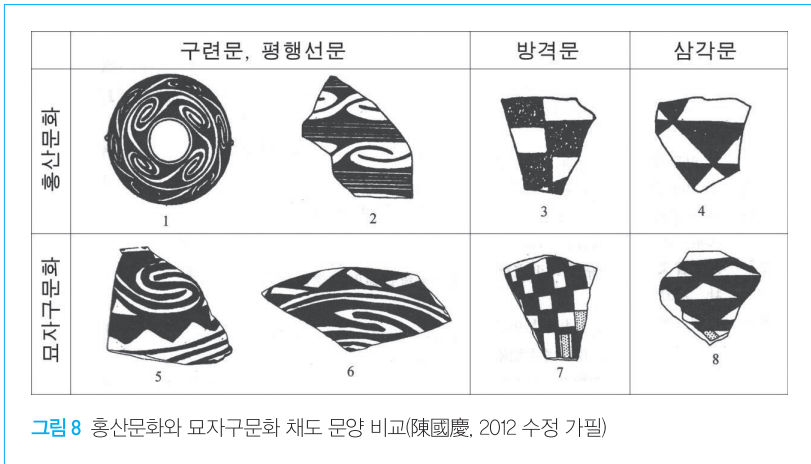 구련문, 평행선문 방격문 삼각문
홍산문화
1 2 3 4
묘자구문화
5 6 7 8
그림 8 홍산문화와 묘자구문화 채도 문양 비교(陳國慶, 2012 수정 가필)